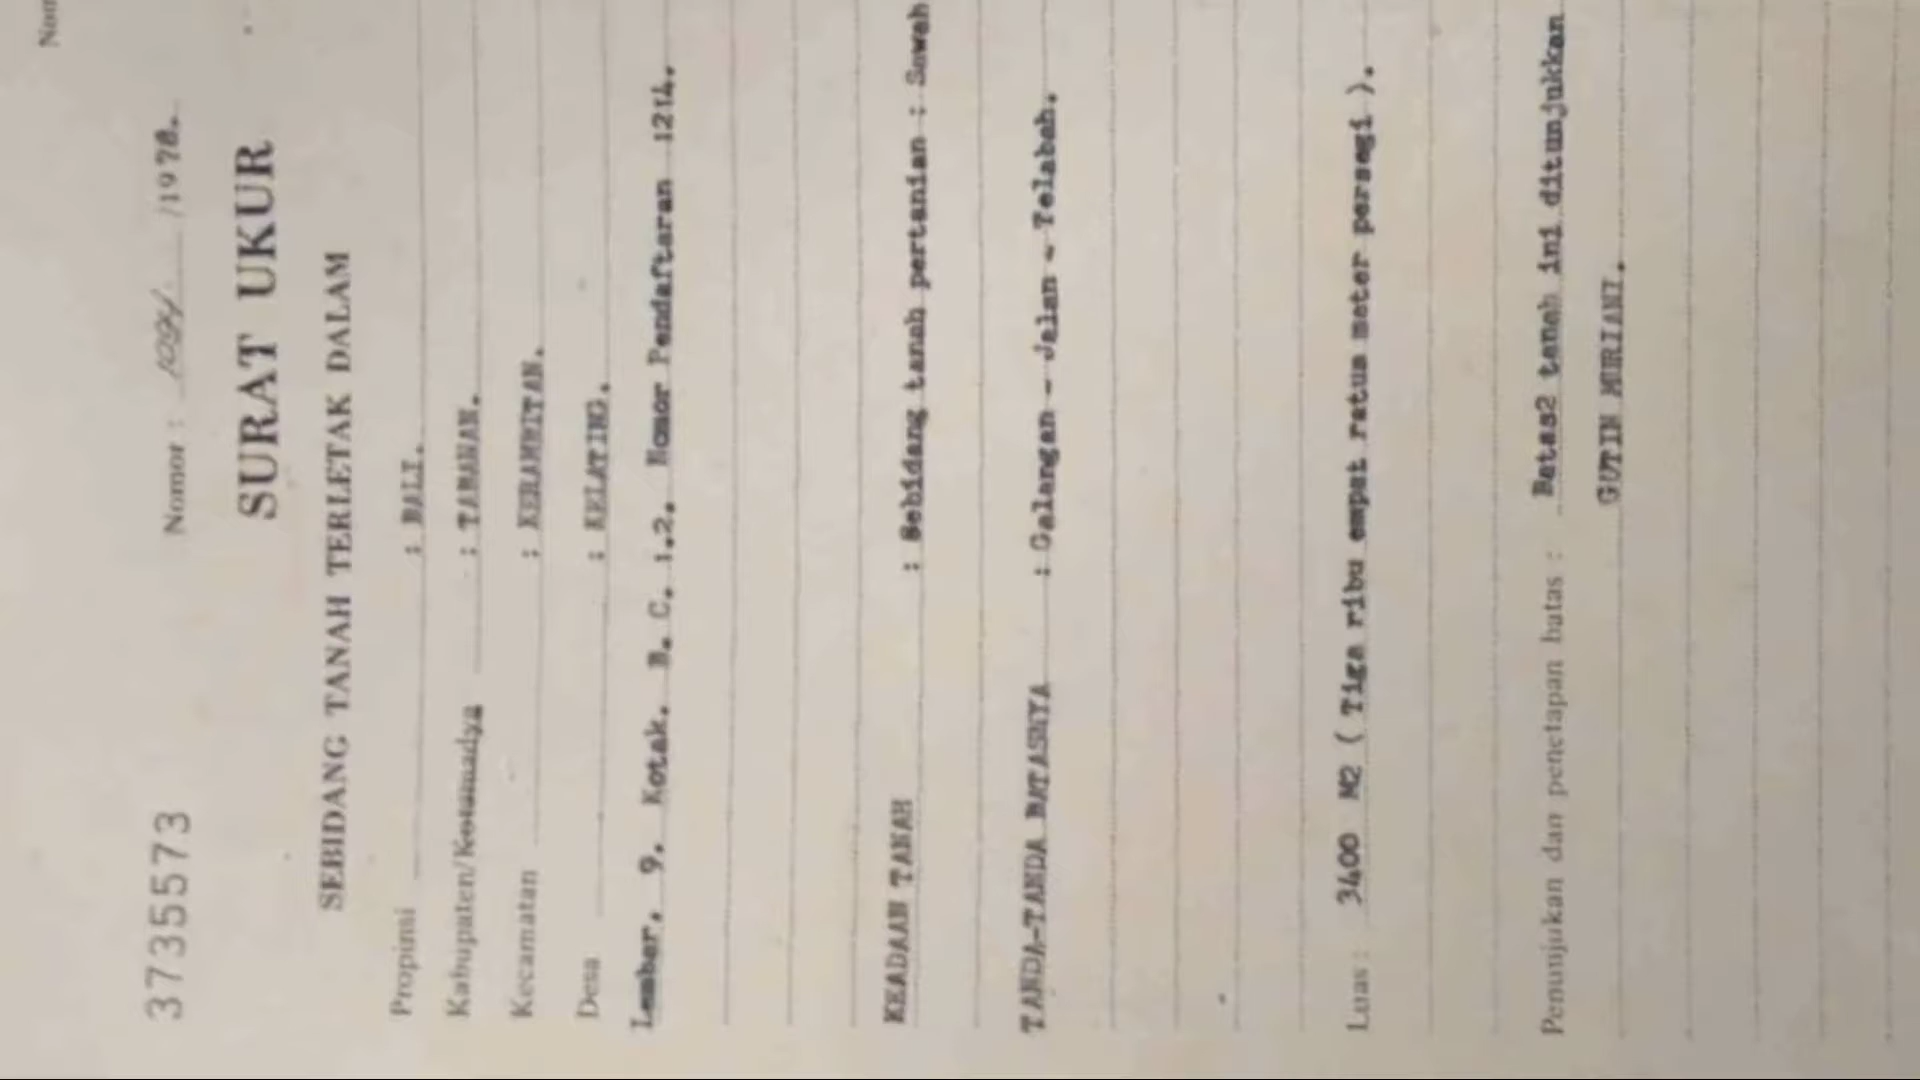 3735573
Nomor : 1094 /1978.
SURAT UKUR
SEBIDANG TANAH TERLETAK DALAM
Propinsi : BALI.
Kabupaten/Kotamadya : TABANAN.
Kecamatan : KERAMBITAN.
Desa : KELATING.
Lembar. 9. Kotak. B. C. 1.2. Nomor Pendaftaran 1214.
KEADAAN TANAH : Sebidang tanah pertanian : Sawah
TANDA-TANDA BATASNYA : Galangan - Jalan - Telabah.
Luas : 3400 M2 ( Tiga ribu empat ratus meter persegi ).
Penunjukan dan penetapan batas : Batas2 tanah ini ditunjukkan
GUTIN MURIANI.